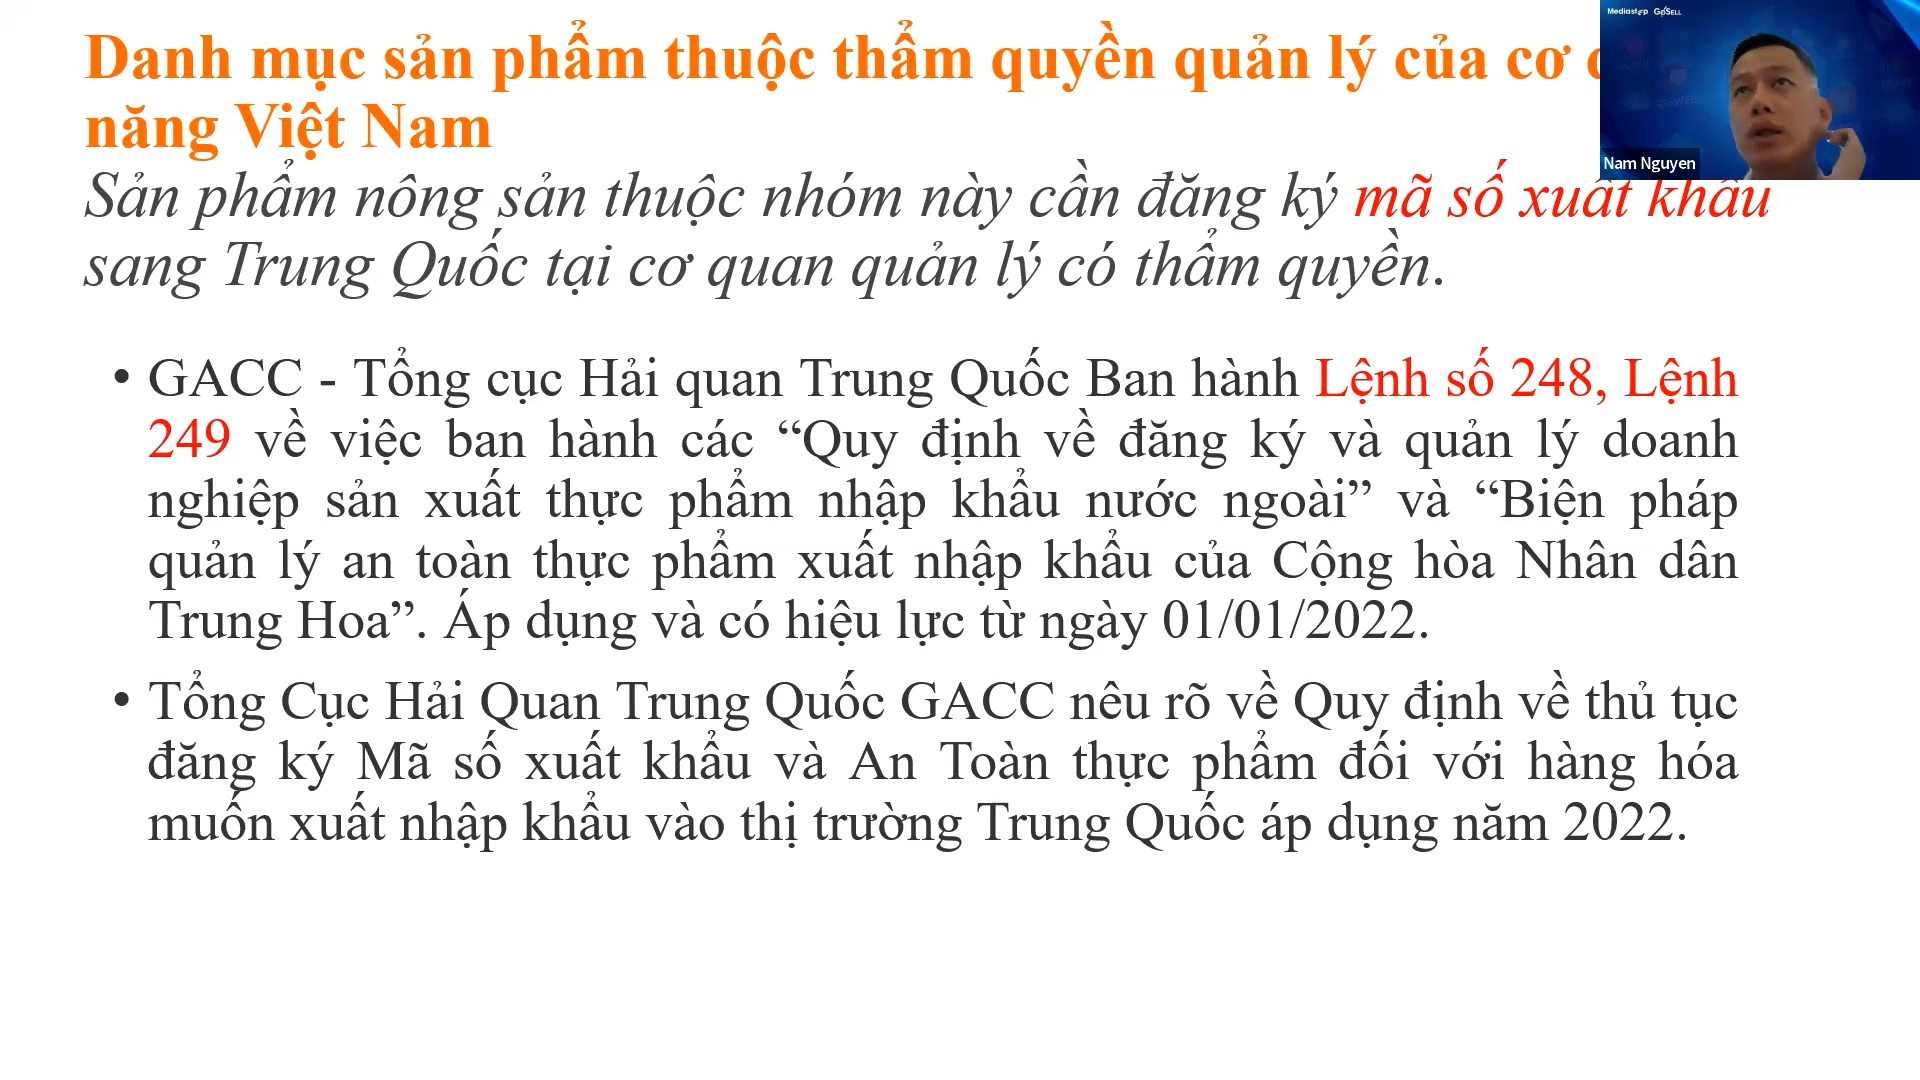 Danh mục sản phẩm thuộc thẩm quyền quản lý của cơ
năng Việt Nam
Sản phẩm nông sản thuộc nhóm này cần đăng ký mã số xuất khẩu
sang Trung Quốc tại cơ quan quản lý có thẩm quyền.
• GACC - Tổng cục Hải quan Trung Quốc Ban hành Lệnh số 248, Lệnh
249 về việc ban hành các “Quy định về đăng ký và quản lý doanh
nghiệp sản xuất thực phẩm nhập khẩu nước ngoài” và “Biện pháp
quản lý an toàn thực phẩm xuất nhập khẩu của Cộng hòa Nhân dân
Trung Hoa”. Áp dụng và có hiệu lực từ ngày 01/01/2022.
• Tổng Cục Hải Quan Trung Quốc GACC nêu rõ về Quy định về thủ tục
đăng ký Mã số xuất khẩu và An Toàn thực phẩm đối với hàng hóa
muốn xuất nhập khẩu vào thị trường Trung Quốc áp dụng năm 2022.
Mediastep GoSELL
Nam Nguyen